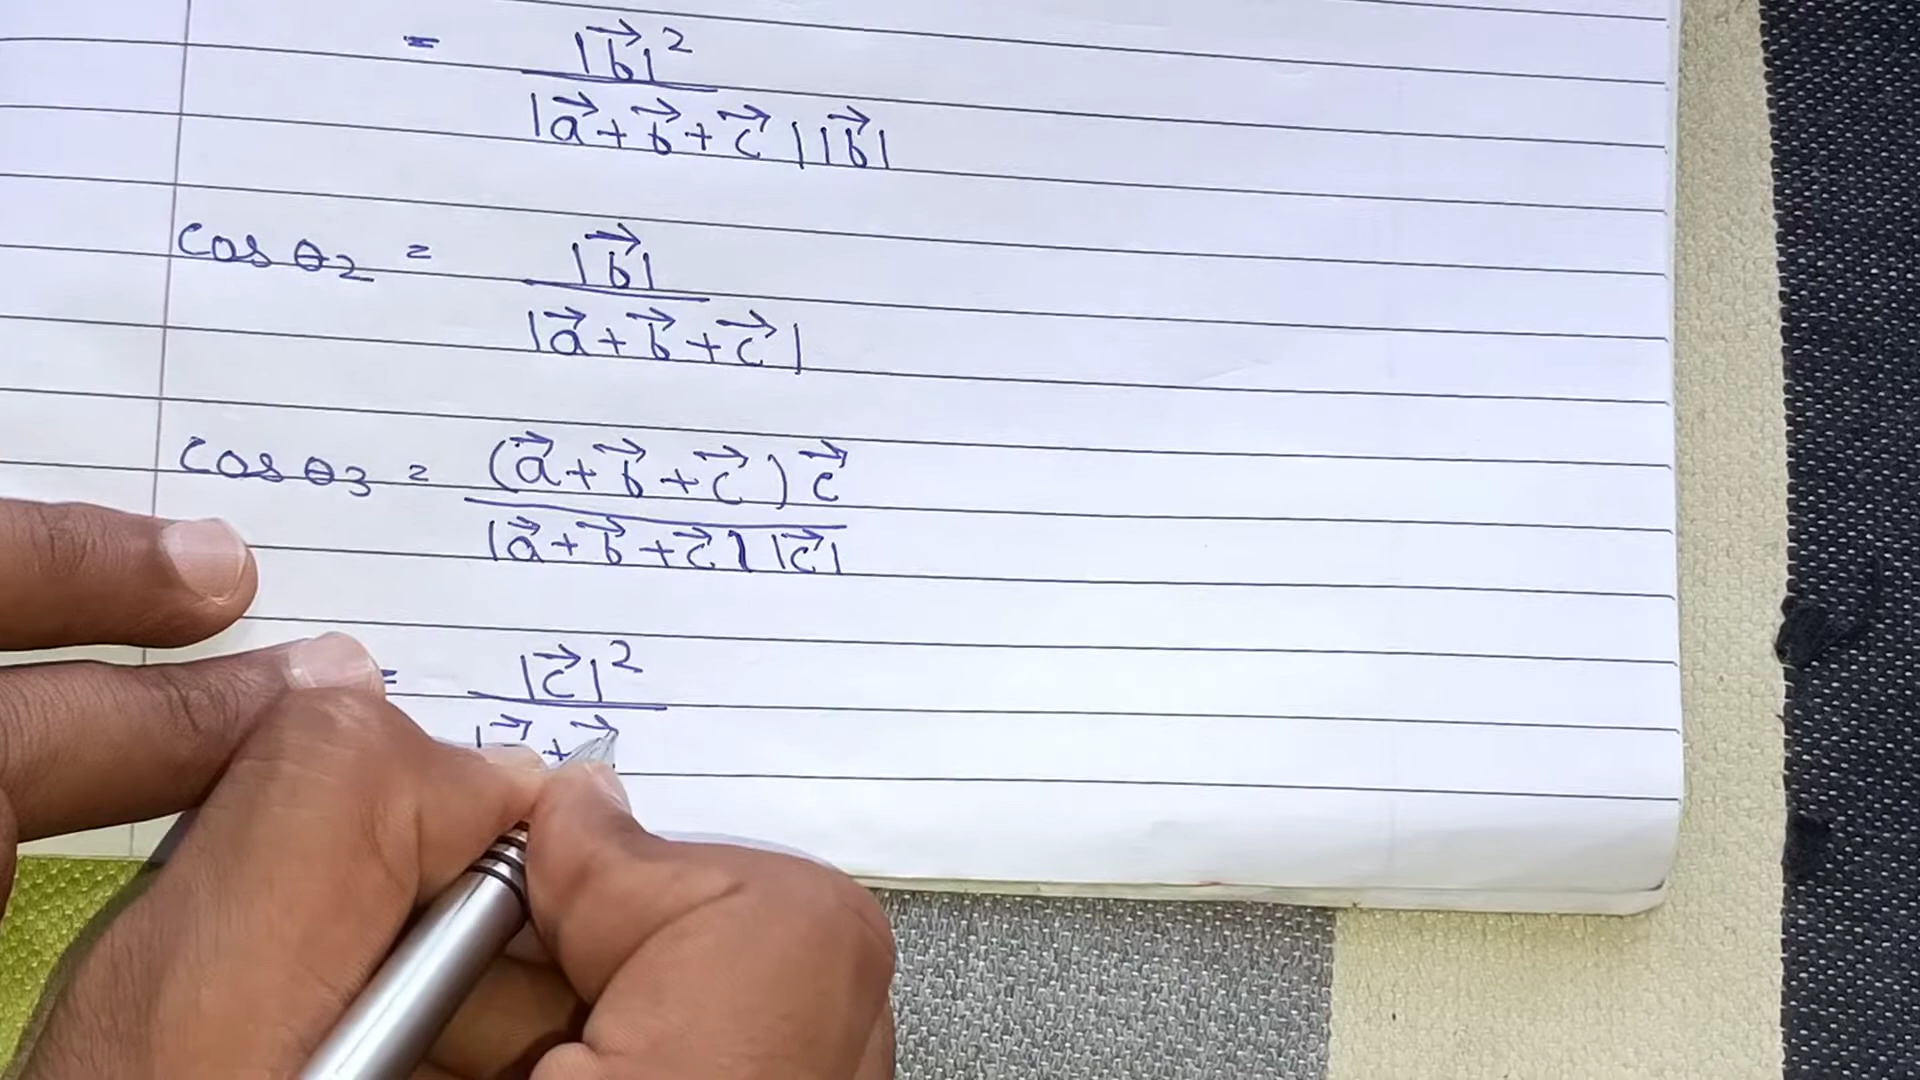 = |b⃗|² / |a⃗+b⃗+c⃗||b⃗|
cos θ2 = |b⃗| / |a⃗+b⃗+c⃗|
cos θ3 = (a⃗+b⃗+c⃗)c⃗ / |a⃗+b⃗+c⃗||c⃗|
= |c⃗|²